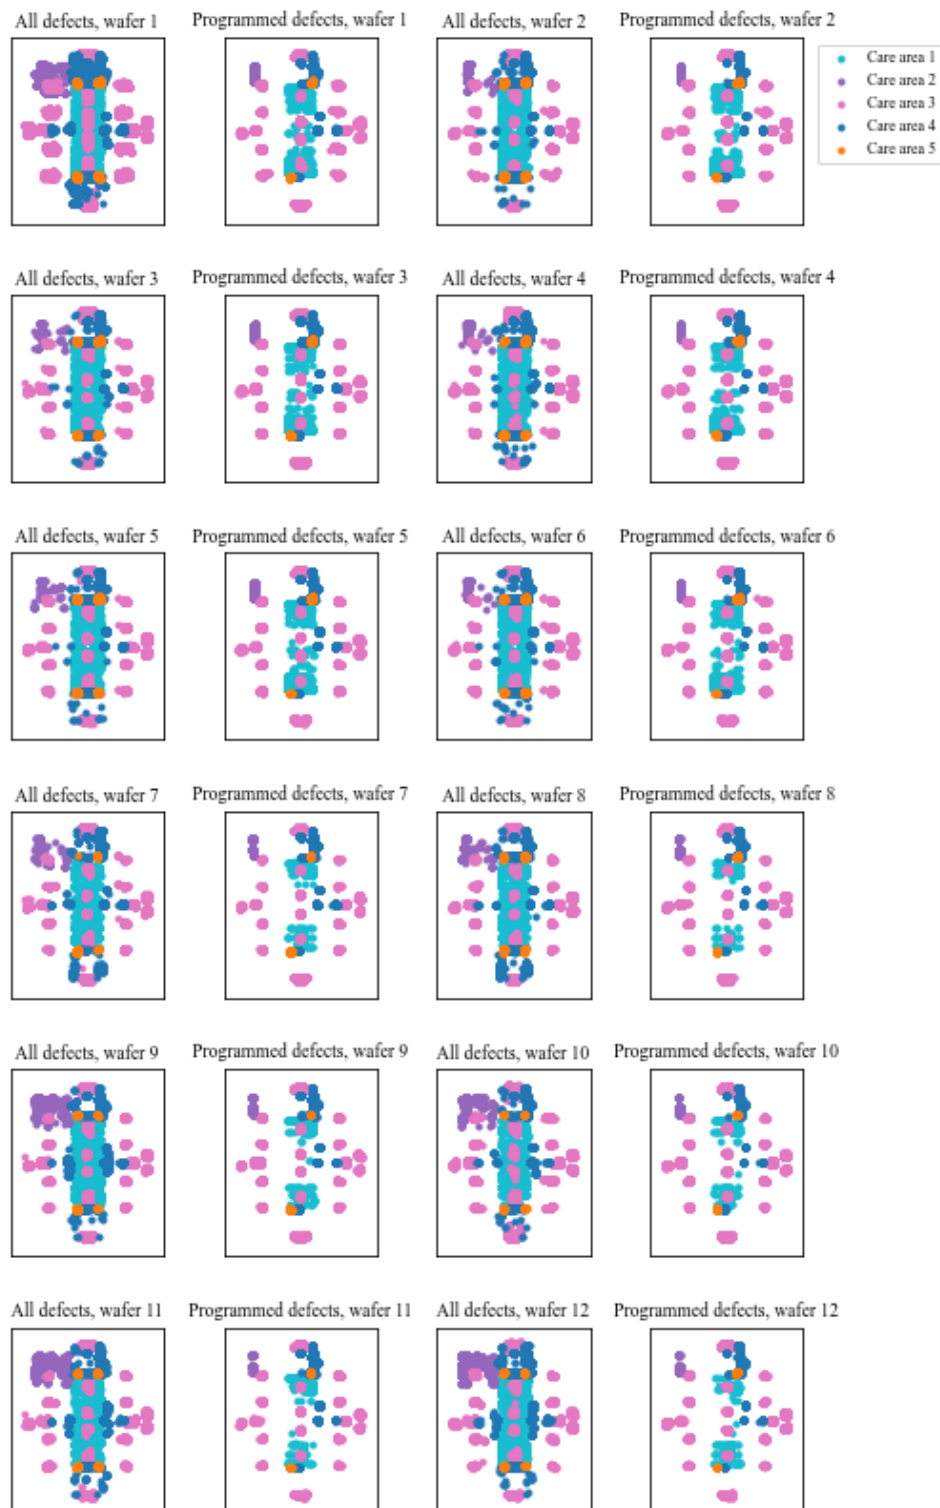 All defects, wafer 1
Programmed defects, wafer 1
All defects, wafer 2
Programmed defects, wafer 2
Care area 1
Care area 2
Care area 3
Care area 4
Care area 5
All defects, wafer 3
Programmed defects, wafer 3
All defects, wafer 4
Programmed defects, wafer 4
All defects, wafer 5
Programmed defects, wafer 5
All defects, wafer 6
Programmed defects, wafer 6
All defects, wafer 7
Programmed defects, wafer 7
All defects, wafer 8
Programmed defects, wafer 8
All defects, wafer 9
Programmed defects, wafer 9
All defects, wafer 10
Programmed defects, wafer 10
All defects, wafer 11
Programmed defects, wafer 11
All defects, wafer 12
Programmed defects, wafer 12